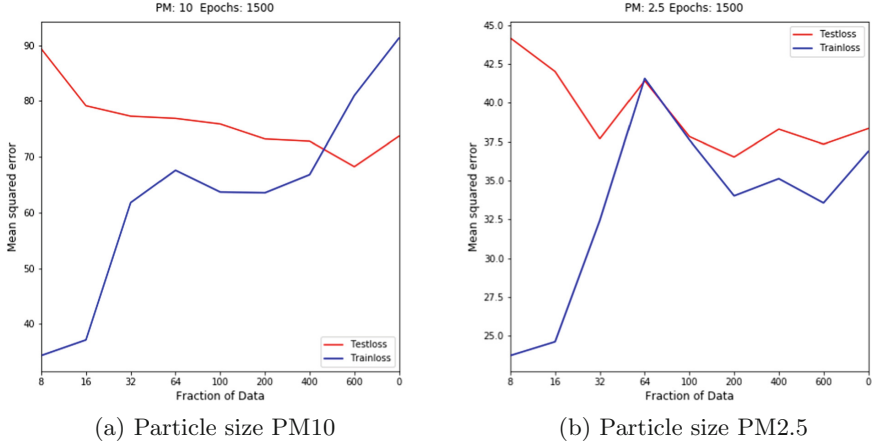 PM: 10 Epochs: 1500
Mean squared error
90
80
70
60
50
40
8 16 32 64 100 200 400 600 0
Fraction of Data
Testloss
Trainloss
(a) Particle size PM10
PM: 2.5 Epochs: 1500
Mean squared error
45.0
42.5
40.0
37.5
35.0
32.5
30.0
27.5
25.0
8 16 32 64 100 200 400 600 0
Fraction of Data
Testloss
Trainloss
(b) Particle size PM2.5